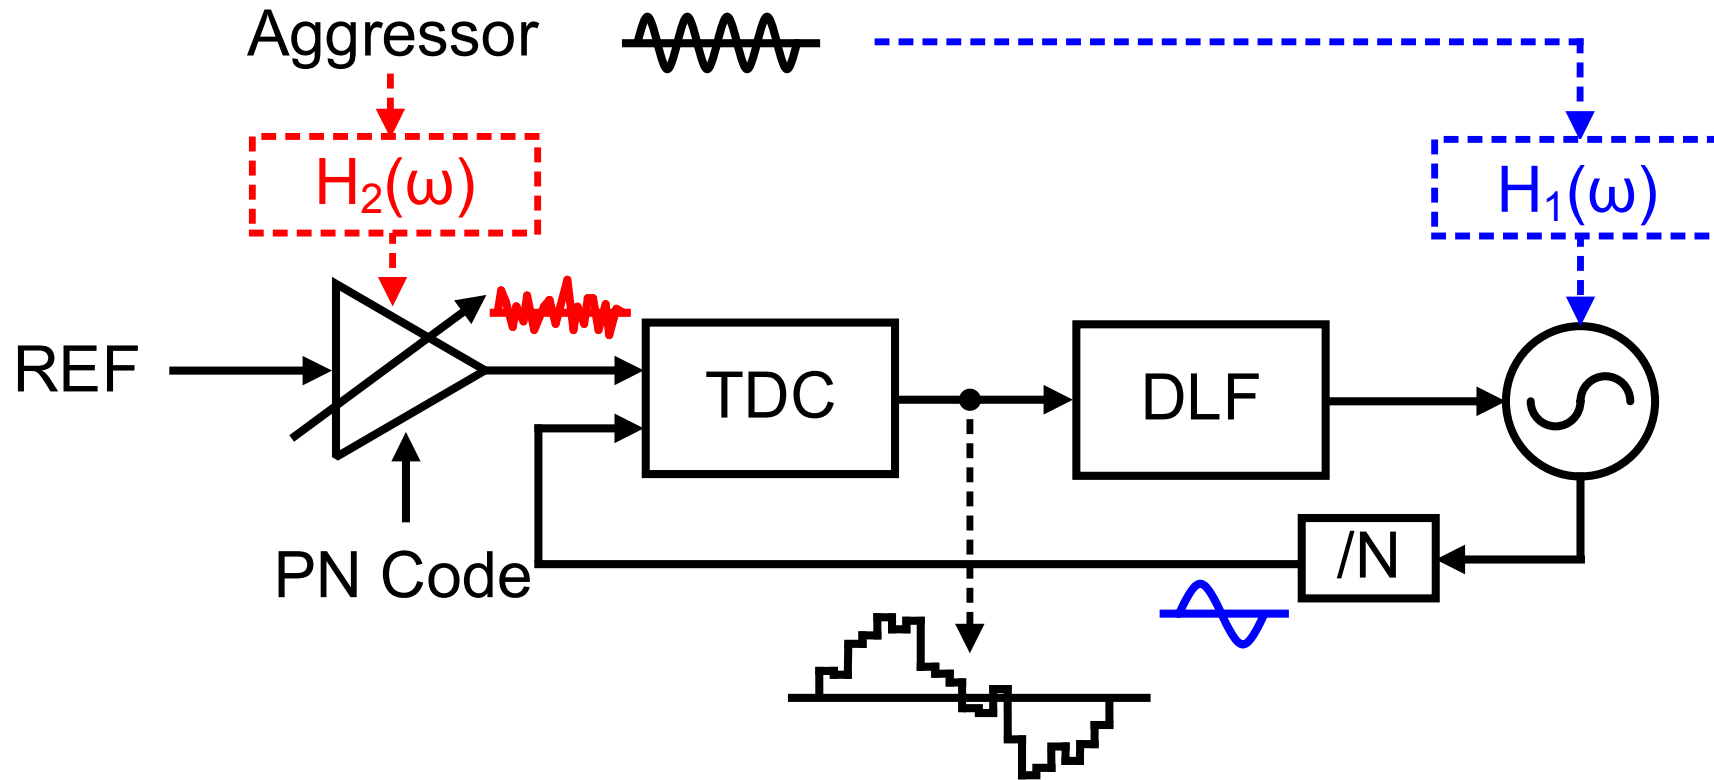 Aggressor
H₂(ω)
H₁(ω)
REF
TDC
DLF
PN Code
/N